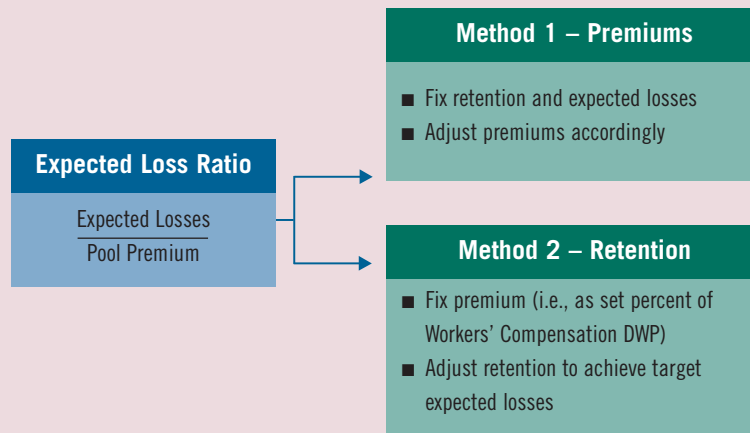 Expected Loss Ratio
Expected Losses
Pool Premium
Method 1 – Premiums
■ Fix retention and expected losses
■ Adjust premiums accordingly
Method 2 – Retention
■ Fix premium (i.e., as set percent of
Workers' Compensation DWP)
■ Adjust retention to achieve target
expected losses